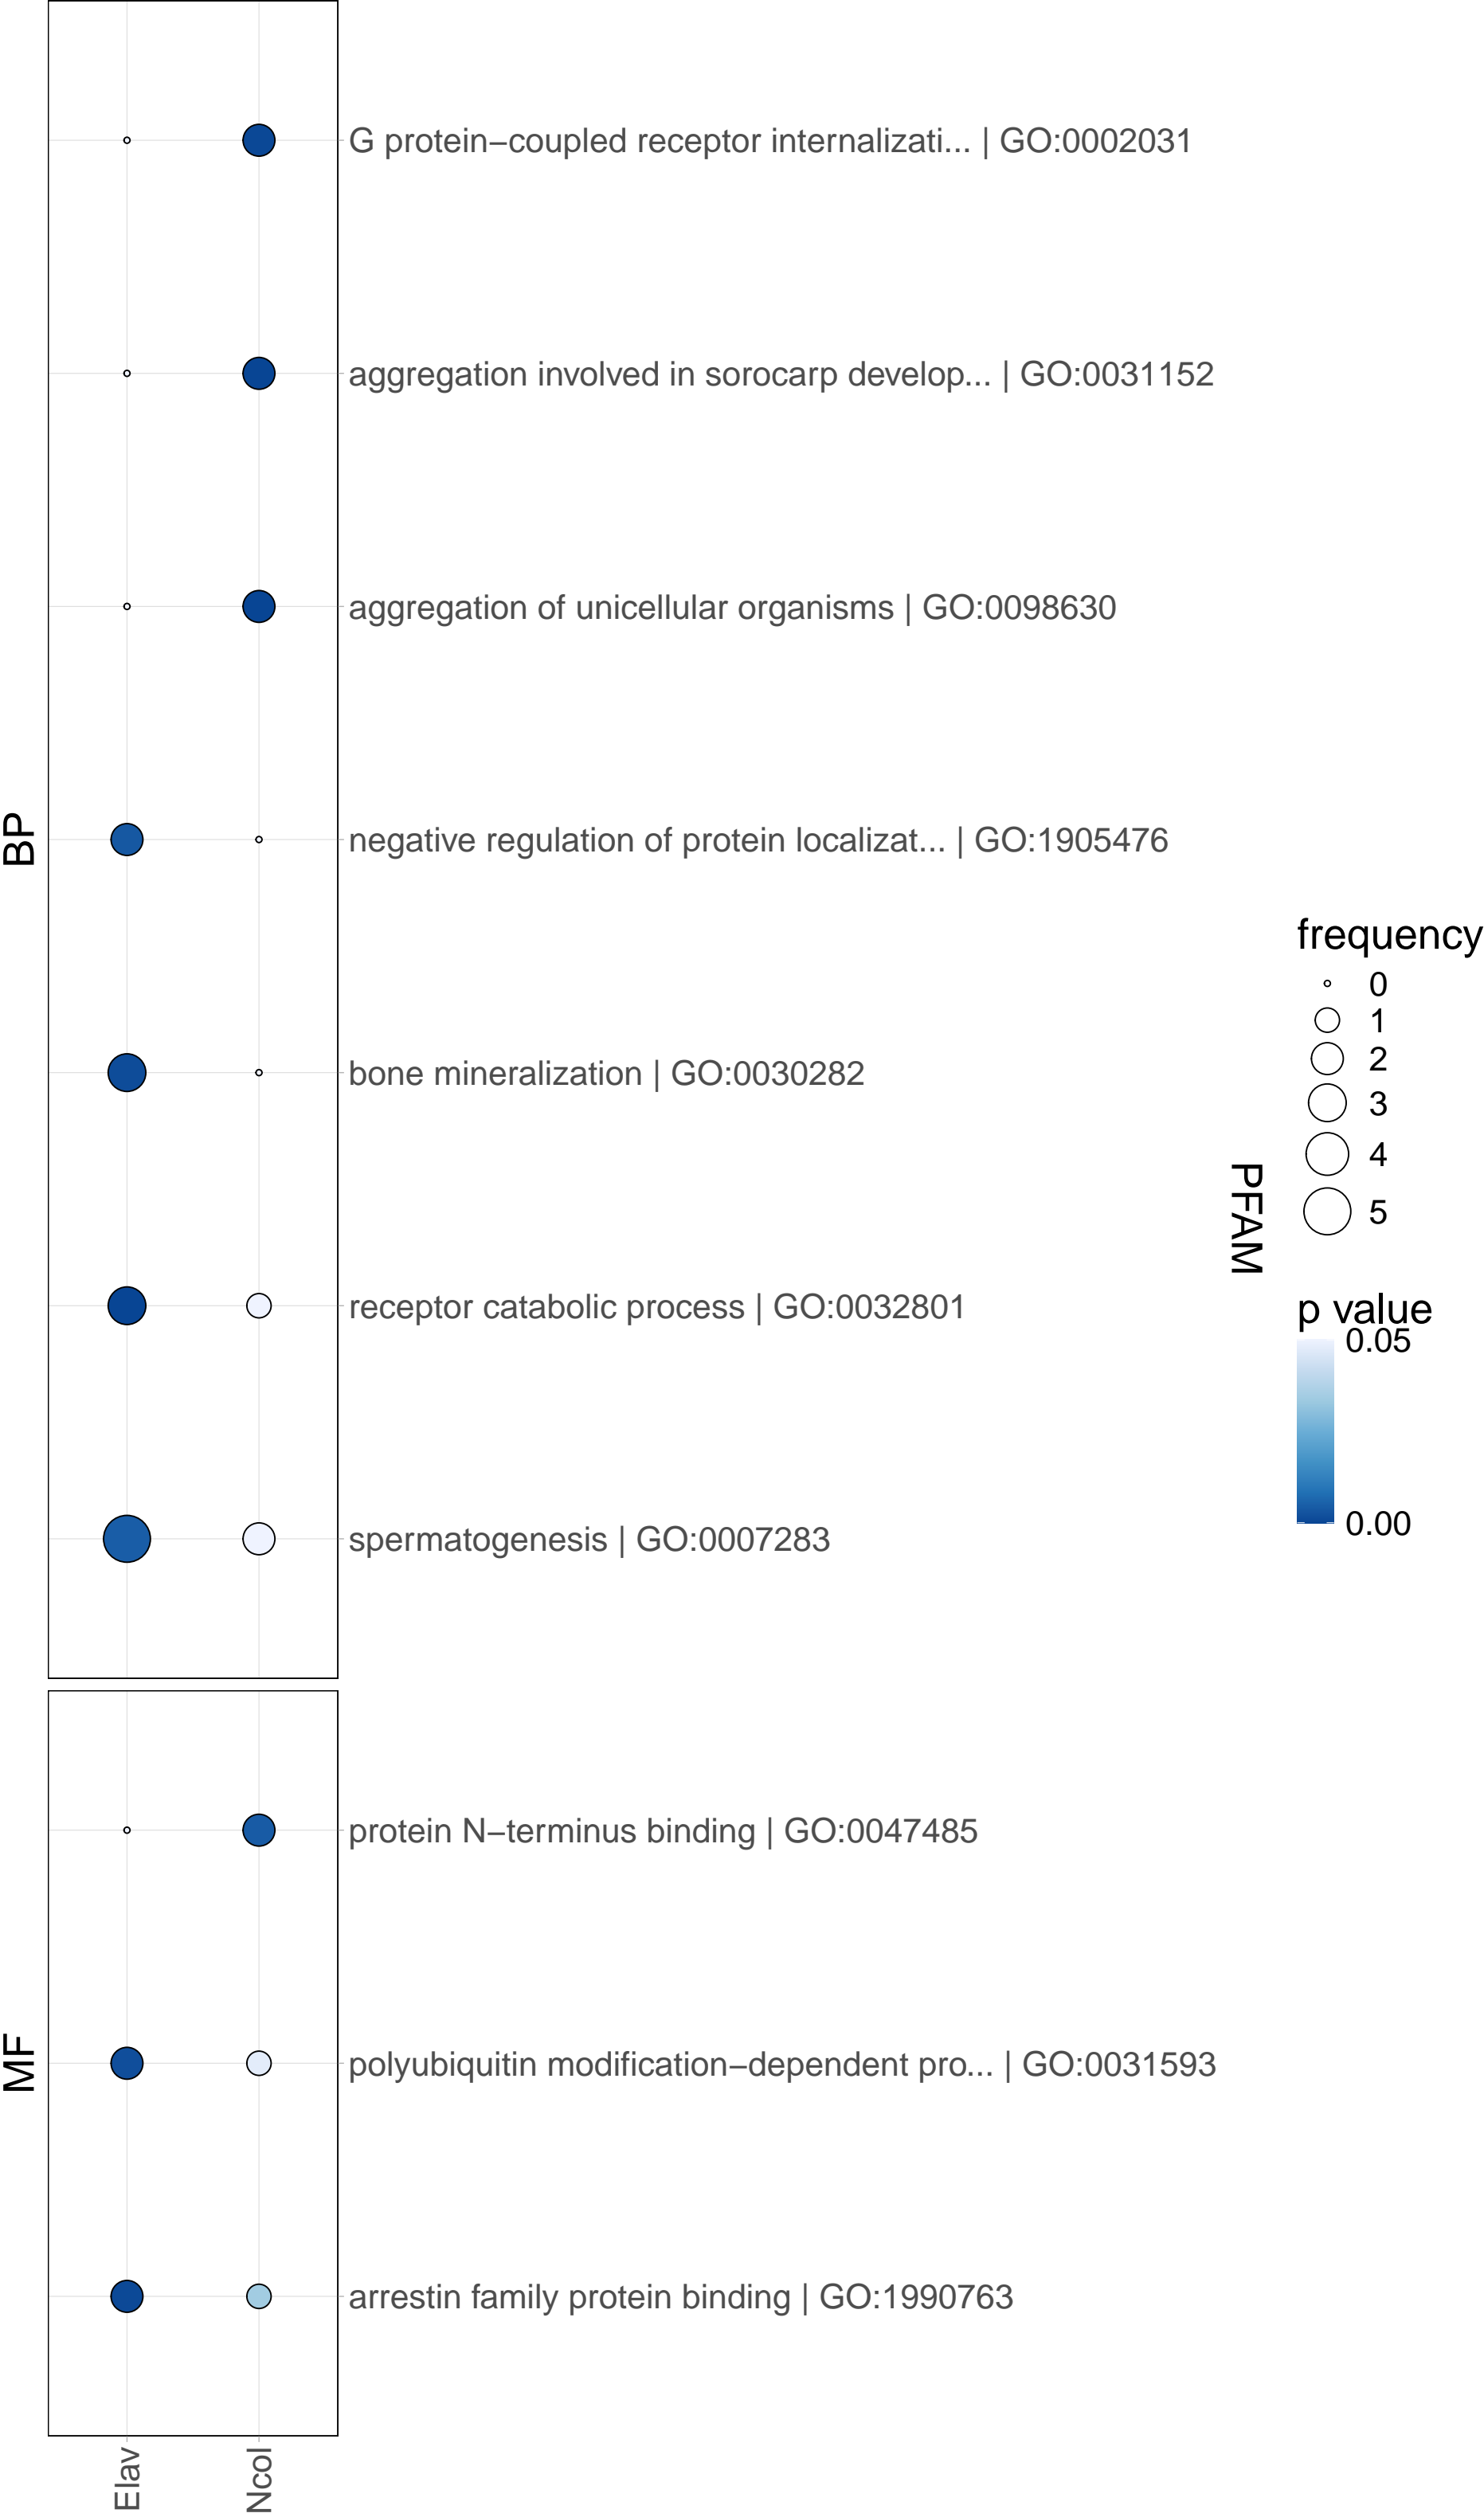 BP
G protein−coupled receptor internalizati... | GO:0002031
aggregation involved in sorocarp develop... | GO:0031152
aggregation of unicellular organisms | GO:0098630
negative regulation of protein localizat... | GO:1905476
bone mineralization | GO:0030282
receptor catabolic process | GO:0032801
spermatogenesis | GO:0007283
MF
protein N−terminus binding | GO:0047485
polyubiquitin modification−dependent pro... | GO:0031593
arrestin family protein binding | GO:1990763
Elav
Ncol
PFAM
frequency
0
1
2
3
4
5
p value
0.05
0.00